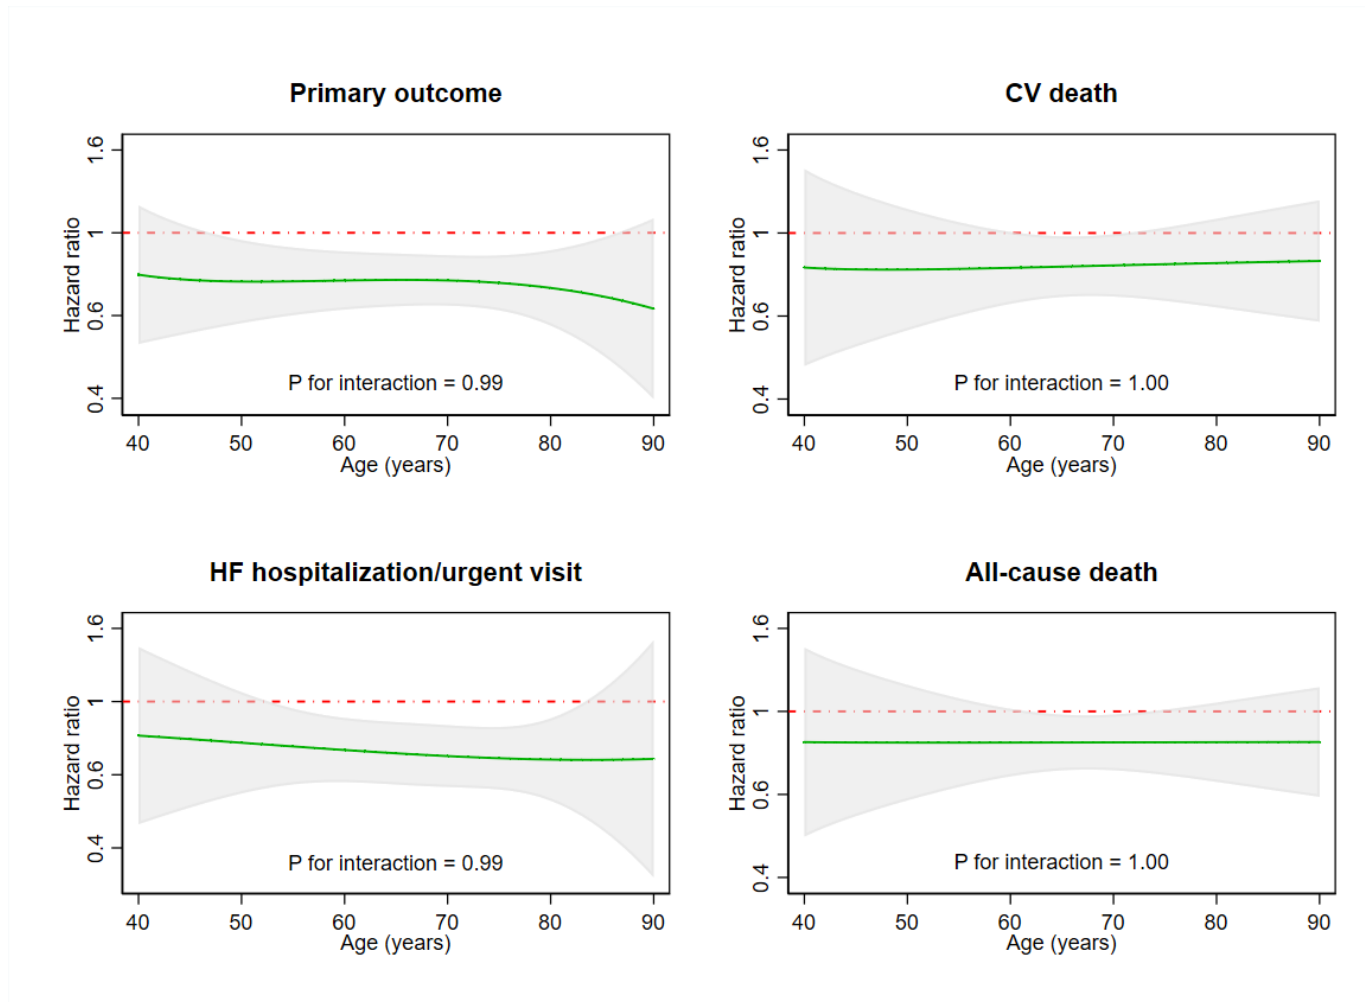 Primary outcome
1.6
1
0.6
0.4
Hazard ratio
P for interaction = 0.99
40 50 60 70 80 90
Age (years)
CV death
1.6
1
0.6
0.4
Hazard ratio
P for interaction = 1.00
40 50 60 70 80 90
Age (years)
HF hospitalization/urgent visit
1.6
1
0.6
0.4
Hazard ratio
P for interaction = 0.99
40 50 60 70 80 90
Age (years)
All-cause death
1.6
1
0.6
0.4
Hazard ratio
P for interaction = 1.00
40 50 60 70 80 90
Age (years)